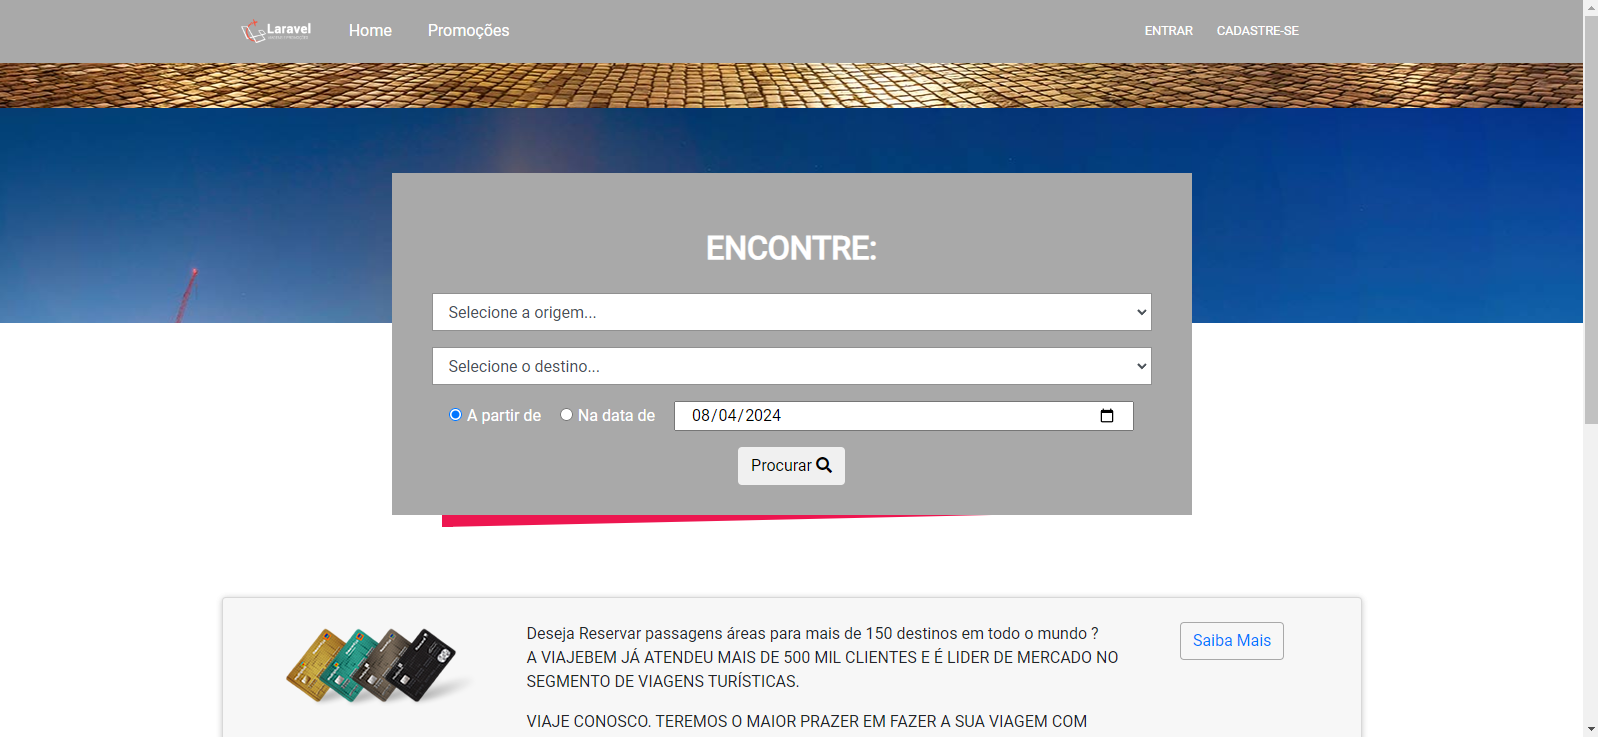 Laravel
Home
Promoções
ENTRAR
CADASTRE-SE
ENCONTRE:
Selecione a origem...
Selecione o destino...
A partir de
Na data de
08/04/2024
Procurar
Deseja Reservar passagens áreas para mais de 150 destinos em todo o mundo ?
A VIAJEBEM JÁ ATENDEU MAIS DE 500 MIL CLIENTES E É LIDER DE MERCADO NO
SEGMENTO DE VIAGENS TURÍSTICAS.
Saiba Mais
VIAJE CONOSCO. TEREMOS O MAIOR PRAZER EM FAZER A SUA VIAGEM COM